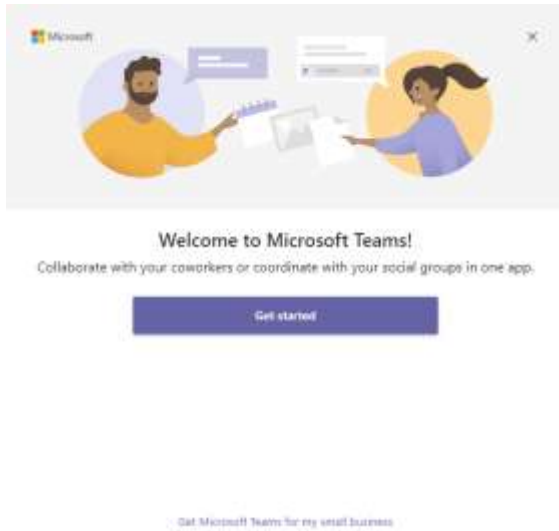 Microsoft
Welcome to Microsoft Teams!
Collaborate with your coworkers or coordinate with your social groups in one app.
Get started
Get Microsoft Teams for my small business